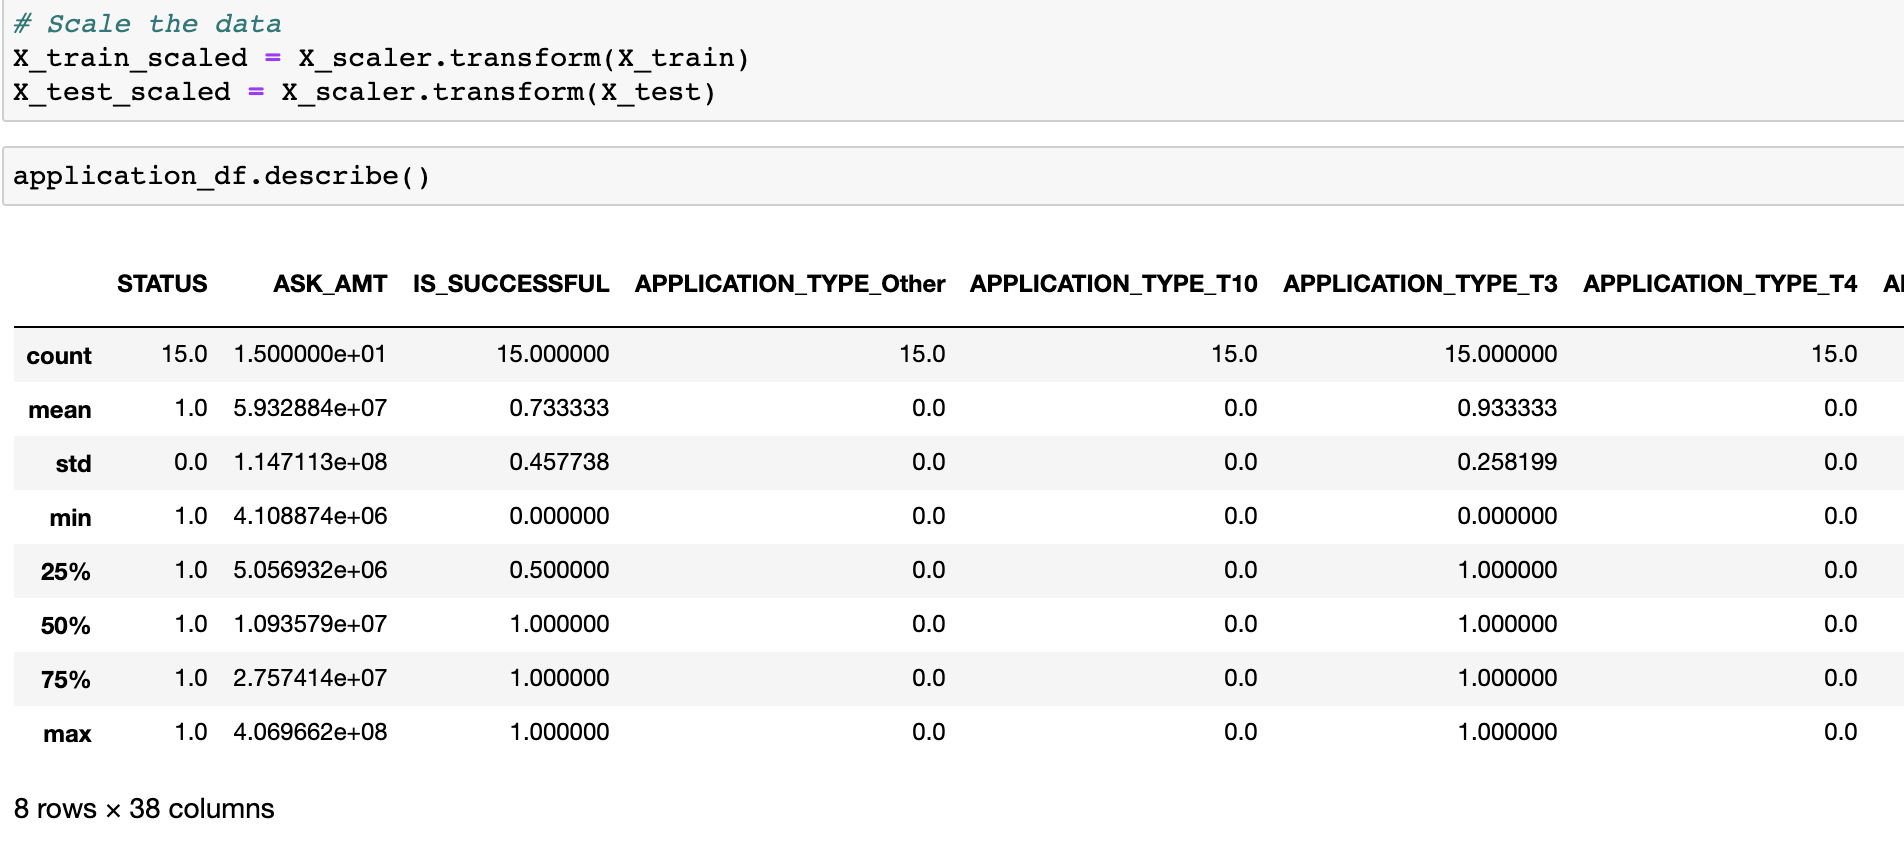 # Scale the data
X_train_scaled = X_scaler.transform(X_train)
X_test_scaled = X_scaler.transform(X_test)
application_df.describe()
STATUS ASK_AMT IS_SUCCESSFUL APPLICATION_TYPE_Other APPLICATION_TYPE_T10 APPLICATION_TYPE_T3 APPLICATION_TYPE_T4
count 15.0 1.500000e+01 15.000000 15.0 15.0 15.000000 15.0
mean 1.0 5.932884e+07 0.733333 0.0 0.0 0.933333 0.0
std 0.0 1.147113e+08 0.457738 0.0 0.0 0.258199 0.0
min 1.0 4.108874e+06 0.000000 0.0 0.0 0.000000 0.0
25% 1.0 5.056932e+06 0.500000 0.0 0.0 1.000000 0.0
50% 1.0 1.093579e+07 1.000000 0.0 0.0 1.000000 0.0
75% 1.0 2.757414e+07 1.000000 0.0 0.0 1.000000 0.0
max 1.0 4.069662e+08 1.000000 0.0 0.0 1.000000 0.0
8 rows × 38 columns